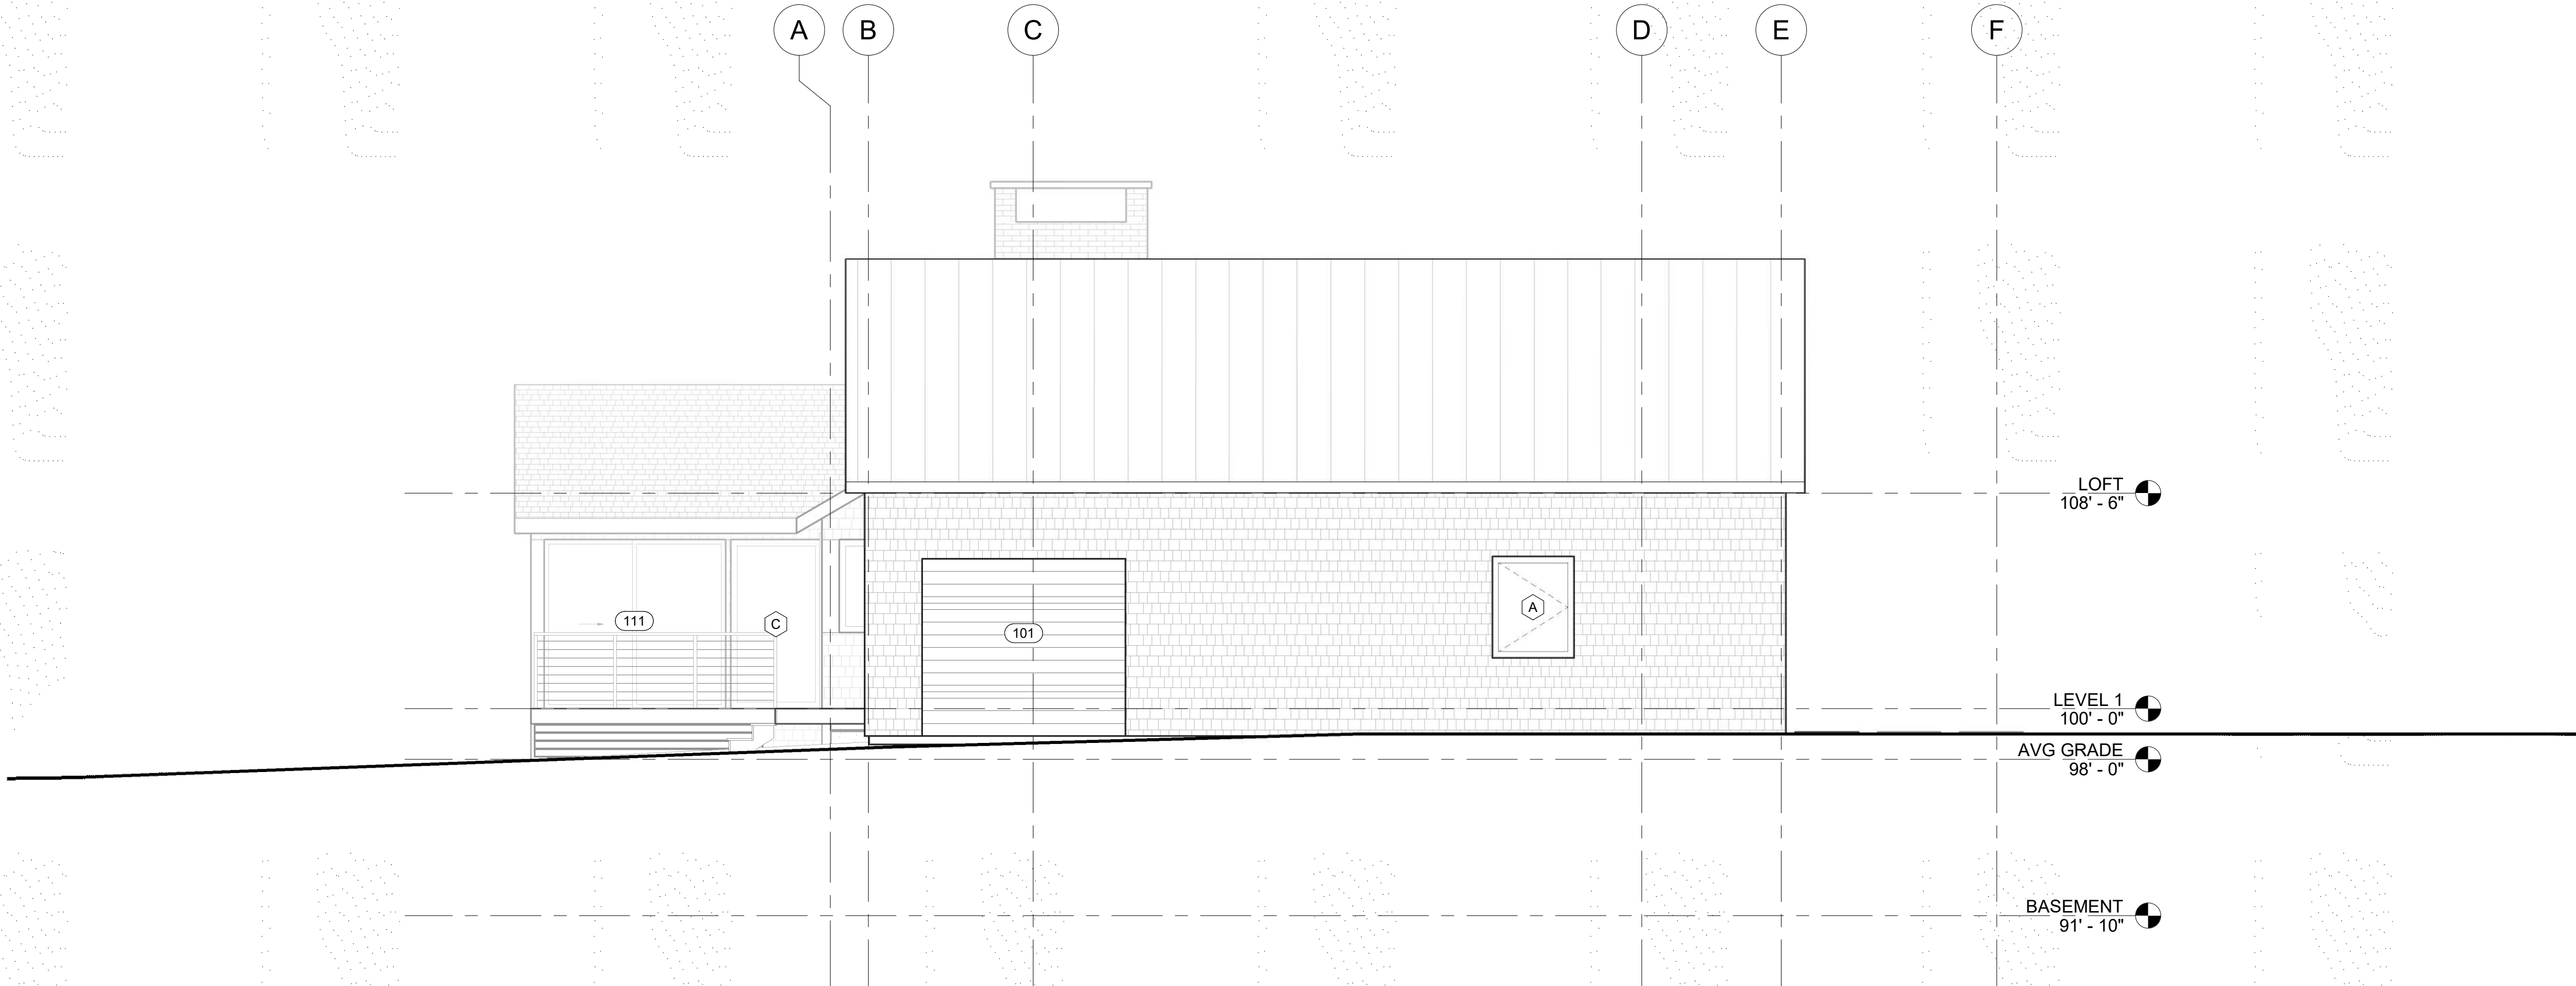 A
B
C
D
E
F
LOFT
108' - 6"
111
C
A
101
LEVEL 1
100' - 0"
AVG GRADE
98' - 0"
BASEMENT
91' - 10"